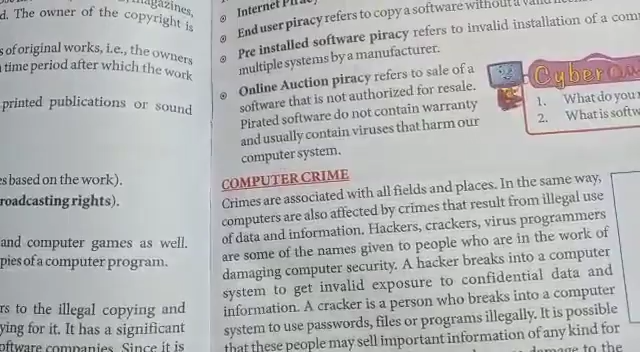 magazines,
d. The owner of the copyright is
s of original works, i.e., the owners
time period after which the work
printed publications or sound
es based on the work).
roadcasting rights).
and computer games as well.
pies of a computer program.
rs to the illegal copying and
ying for it. It has a significant
oftware companies. Since it is
Internet
End user piracy refers to copy a software without a
Pre installed software piracy refers to invalid installation of a com
multiple systems by a manufacturer.
Online Auction piracy refers to sale of a
software that is not authorized for resale.
Pirated software do not contain warranty
and usually contain viruses that harm our
computer system.
Cyber
1. What do you
2. What is softw
COMPUTER CRIME
Crimes are associated with all fields and places. In the same way,
computers are also affected by crimes that result from illegal use
of data and information. Hackers, crackers, virus programmers
are some of the names given to people who are in the work of
damaging computer security. A hacker breaks into a computer
system to get invalid exposure to confidential data and
information. A cracker is a person who breaks into a computer
system to use passwords, files or programs illegally. It is possible
that these people may sell important information of any kind for
damage to the